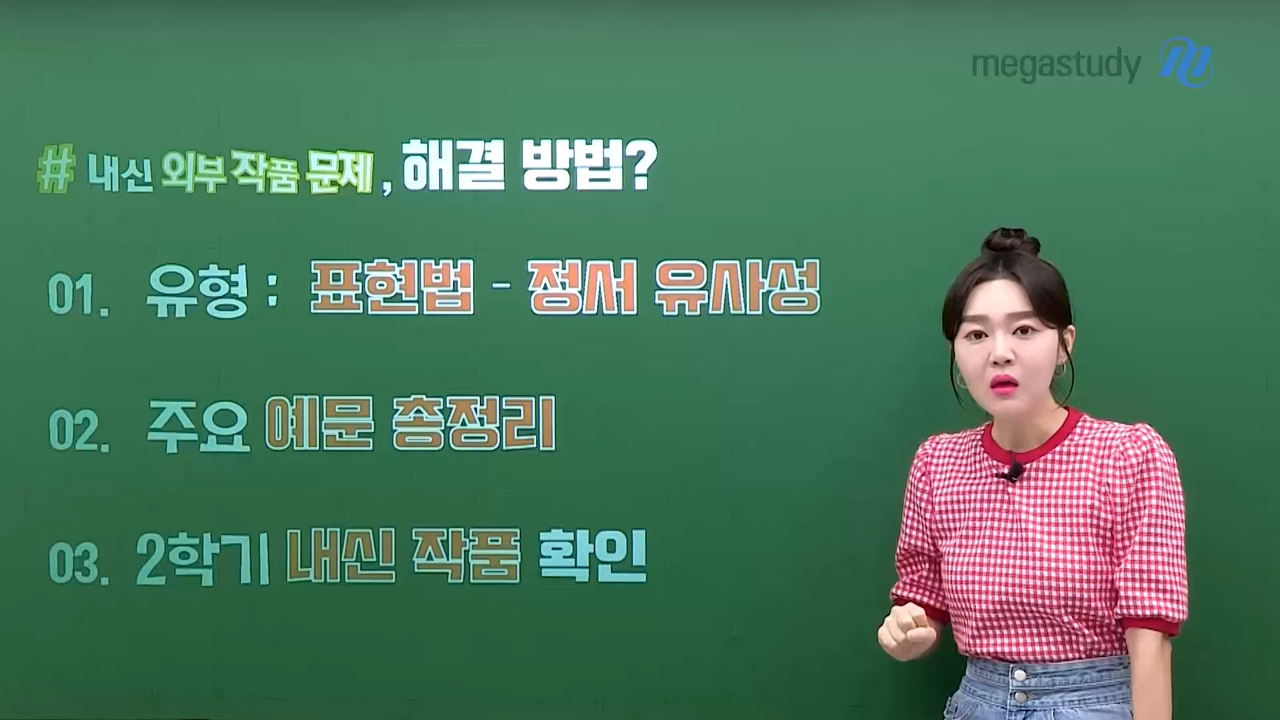 megastudy
# 내신 외부 작품 문제, 해결 방법?
01. 유형 : 표현법 - 정서 유사성
02. 주요 예문 총정리
03. 2학기 내신 작품 확인